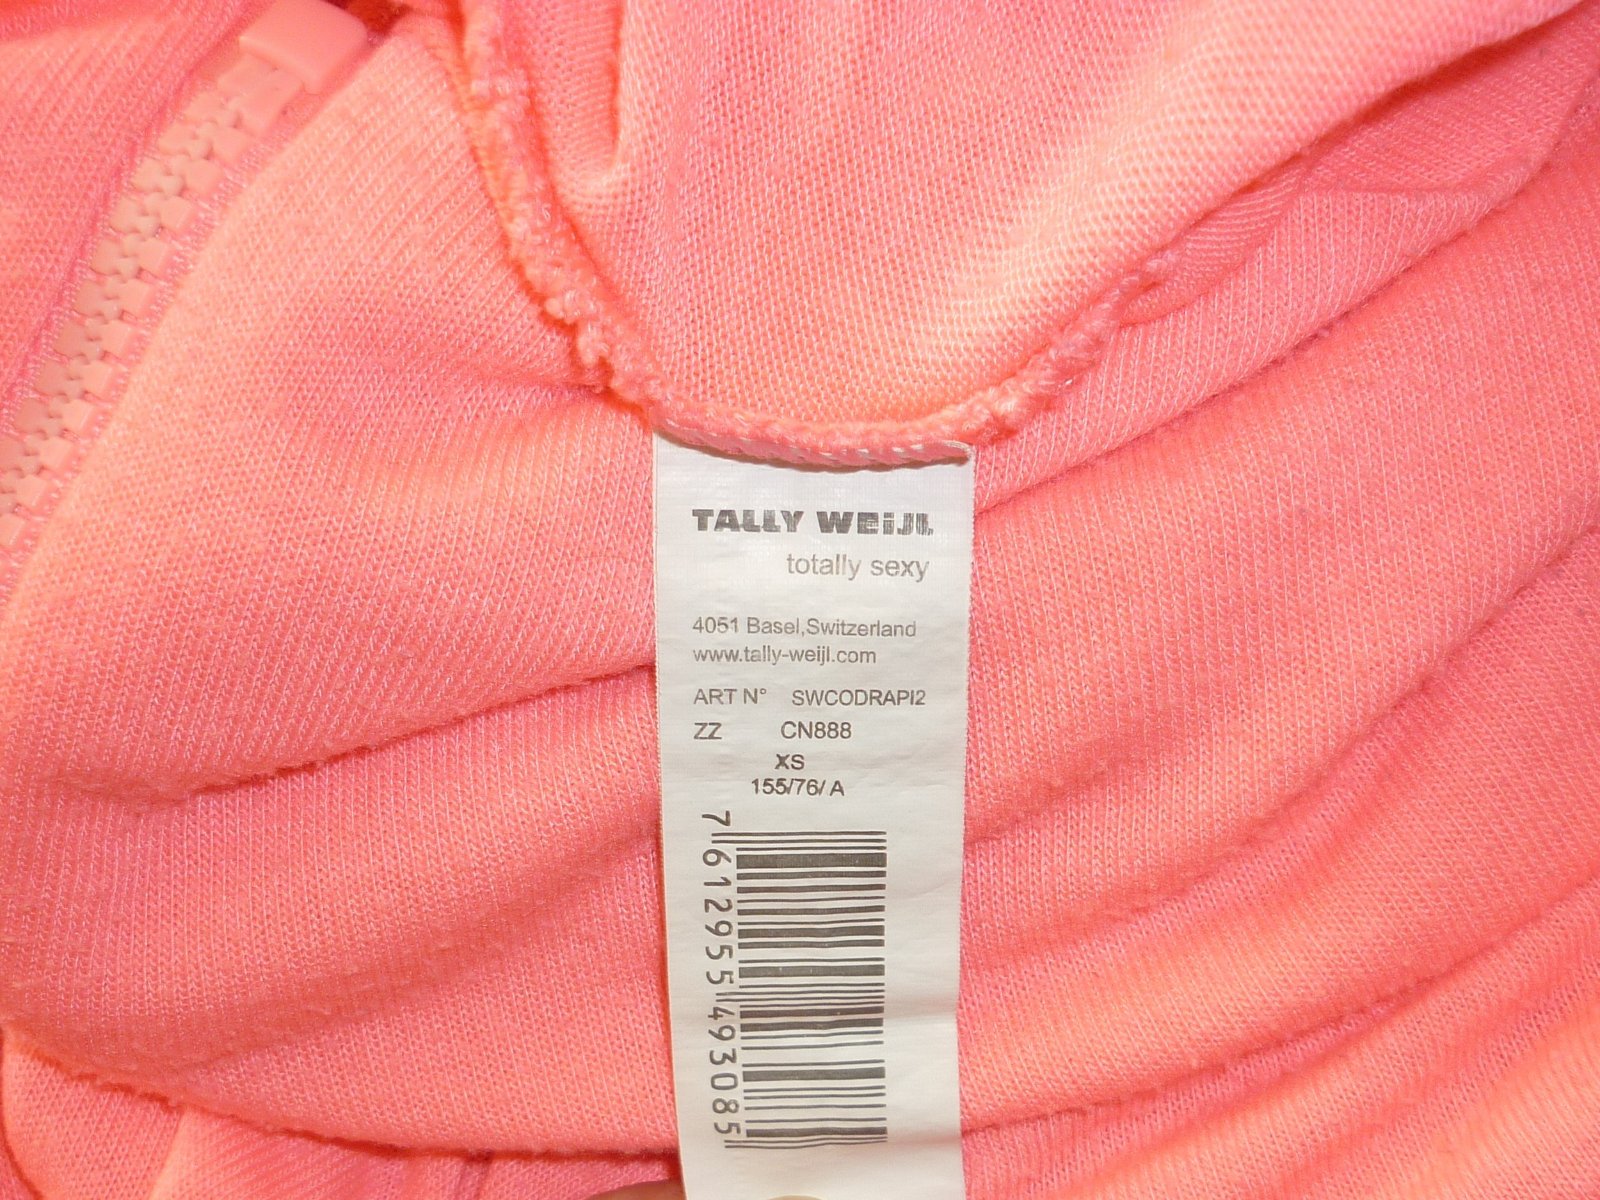 TALLY WEiJL
totally sexy
4051 Basel,Switzerland
www.tally-weijl.com
ART N° SWCODRAPI2
ZZ CN888
XS
155/76/ A
7612955493085